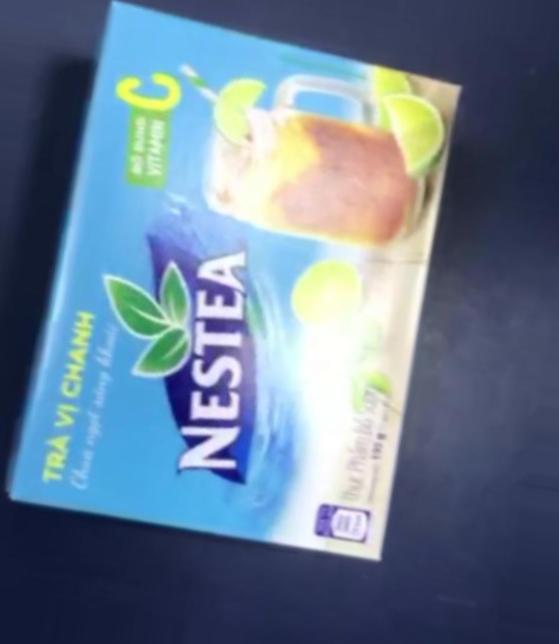 TRÀ VỊ CHANH
Chua ngọt sảng khoái
NESTEA
BỔ SUNG
VITAMIN
C